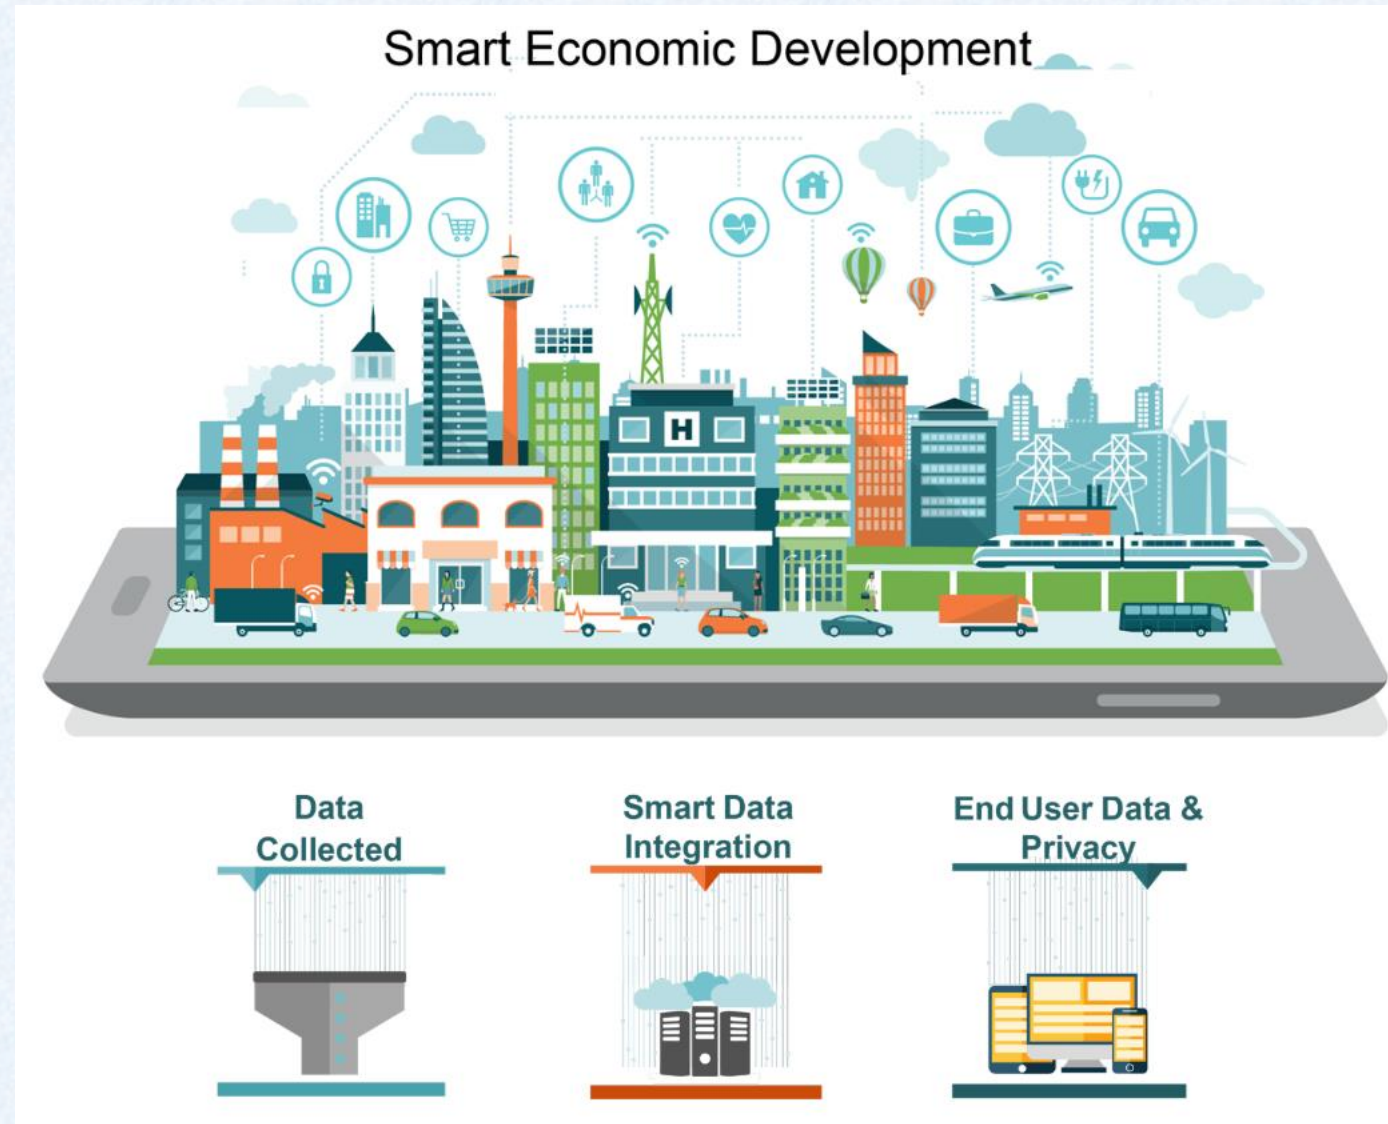 Smart Economic Development
H
Data
Collected
Smart Data
Integration
End User Data &
Privacy